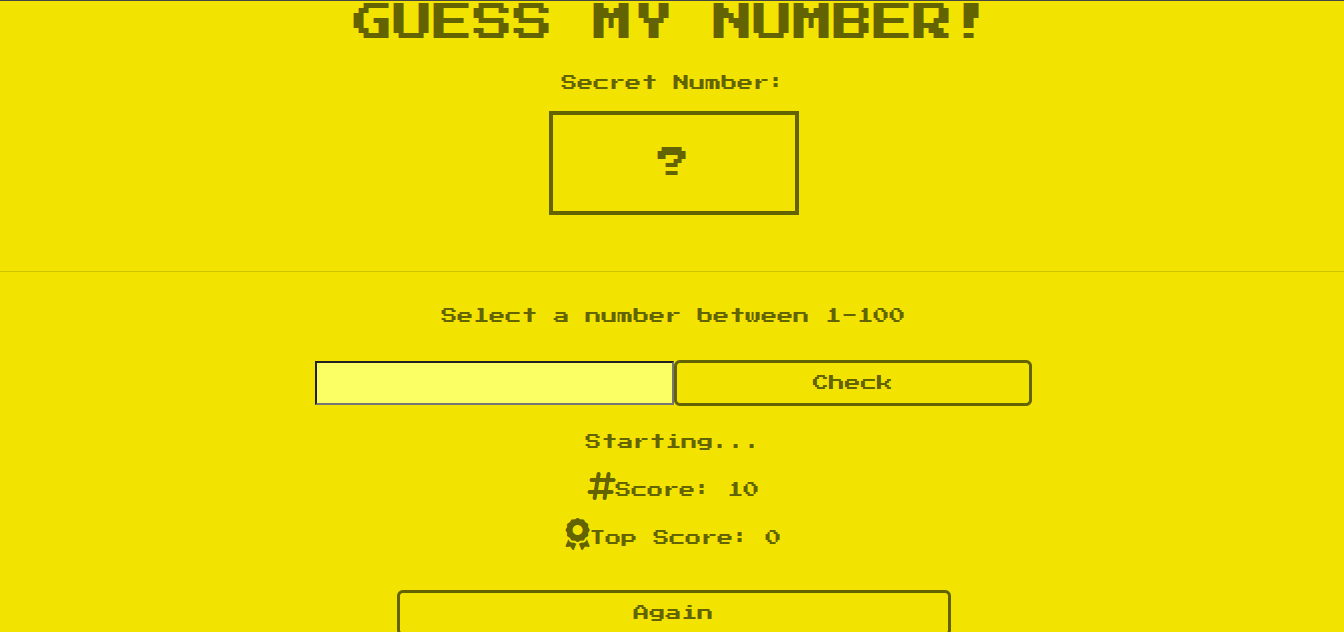 GUESS MY NUMBER!
Secret Number:
?
Select a number between 1-100
Check
Starting...
#Score: 10
Top Score: 0
Again